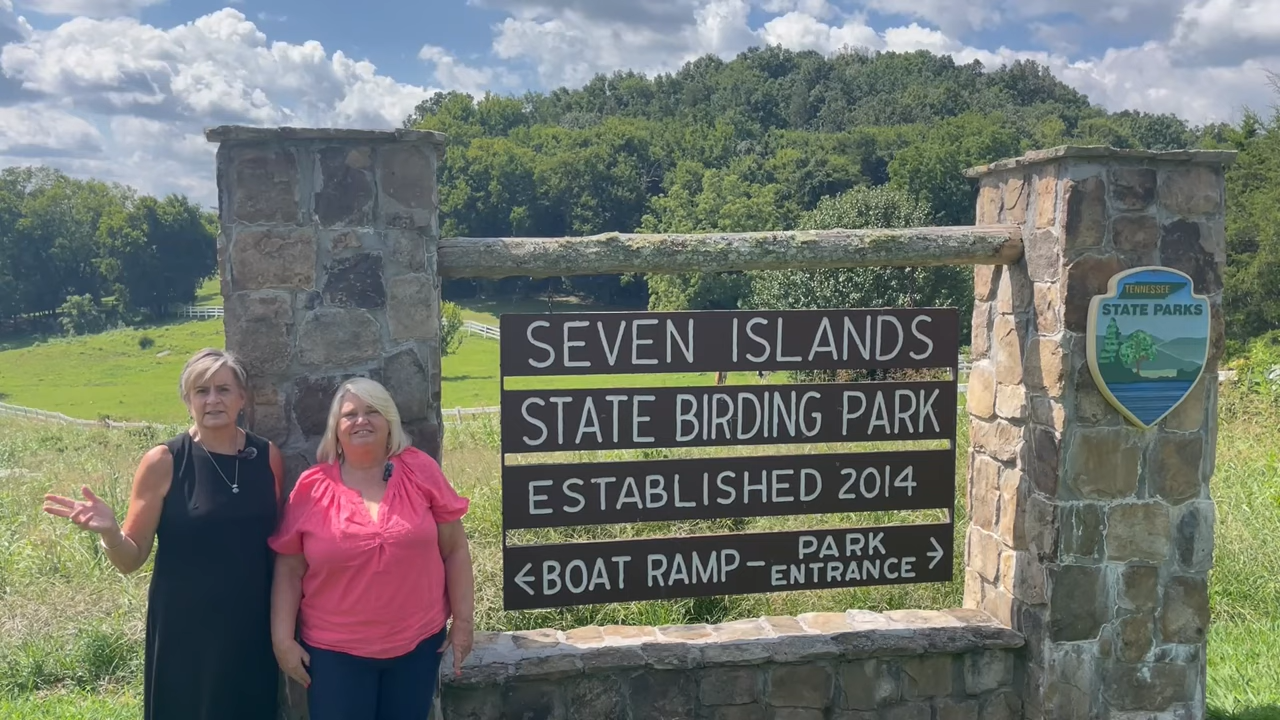 SEVEN ISLANDS
STATE BIRDING PARK
ESTABLISHED 2014
← BOAT RAMP – PARK ENTRANCE →
TENNESSEE
STATE PARKS